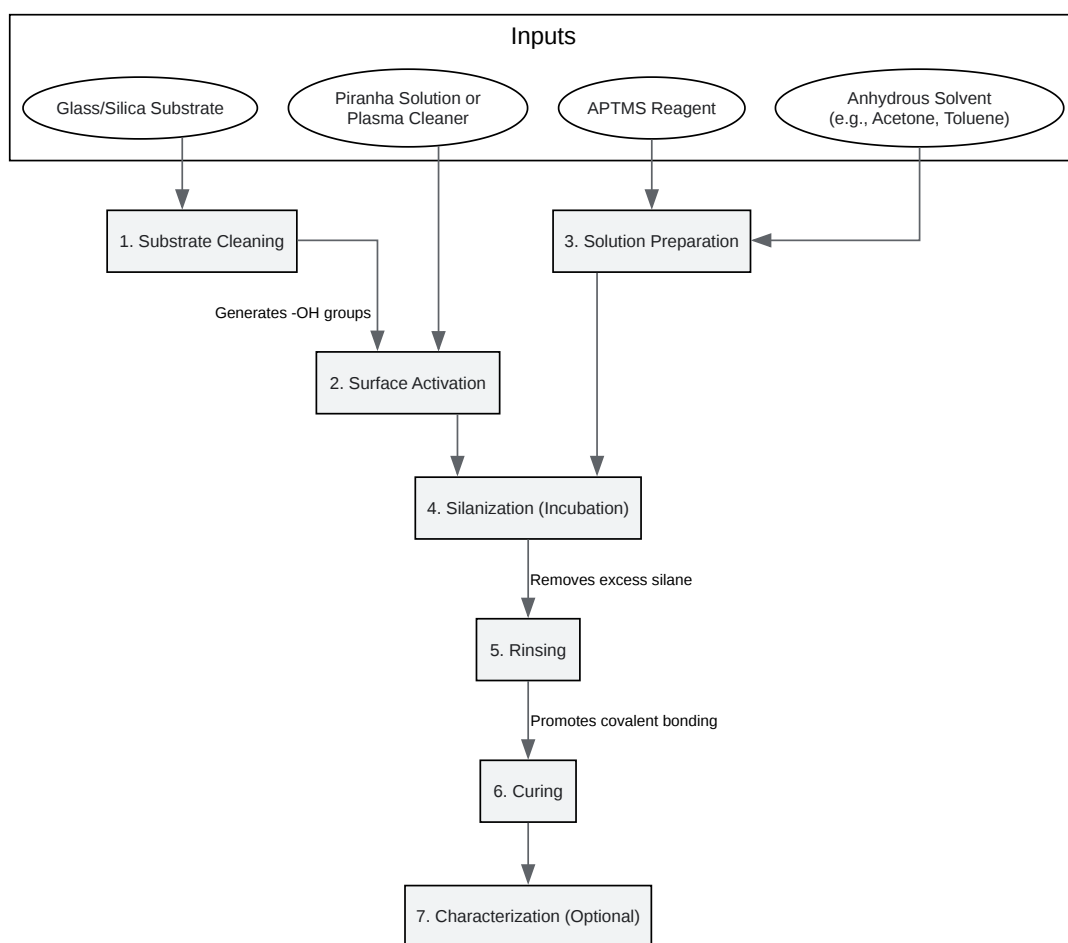 Inputs
Glass/Silica Substrate
Piranha Solution or
Plasma Cleaner
APTMS Reagent
Anhydrous Solvent
(e.g., Acetone, Toluene)
1. Substrate Cleaning
3. Solution Preparation
Generates -OH groups
2. Surface Activation
4. Silanization (Incubation)
Removes excess silane
5. Rinsing
Promotes covalent bonding
6. Curing
7. Characterization (Optional)